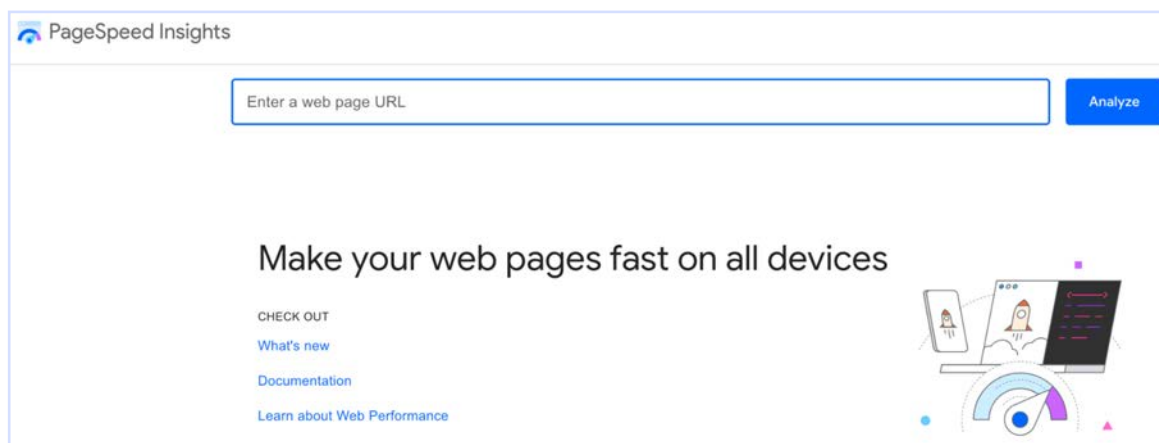 PageSpeed Insights
Enter a web page URL
Analyze
Make your web pages fast on all devices
CHECK OUT
What's new
Documentation
Learn about Web Performance